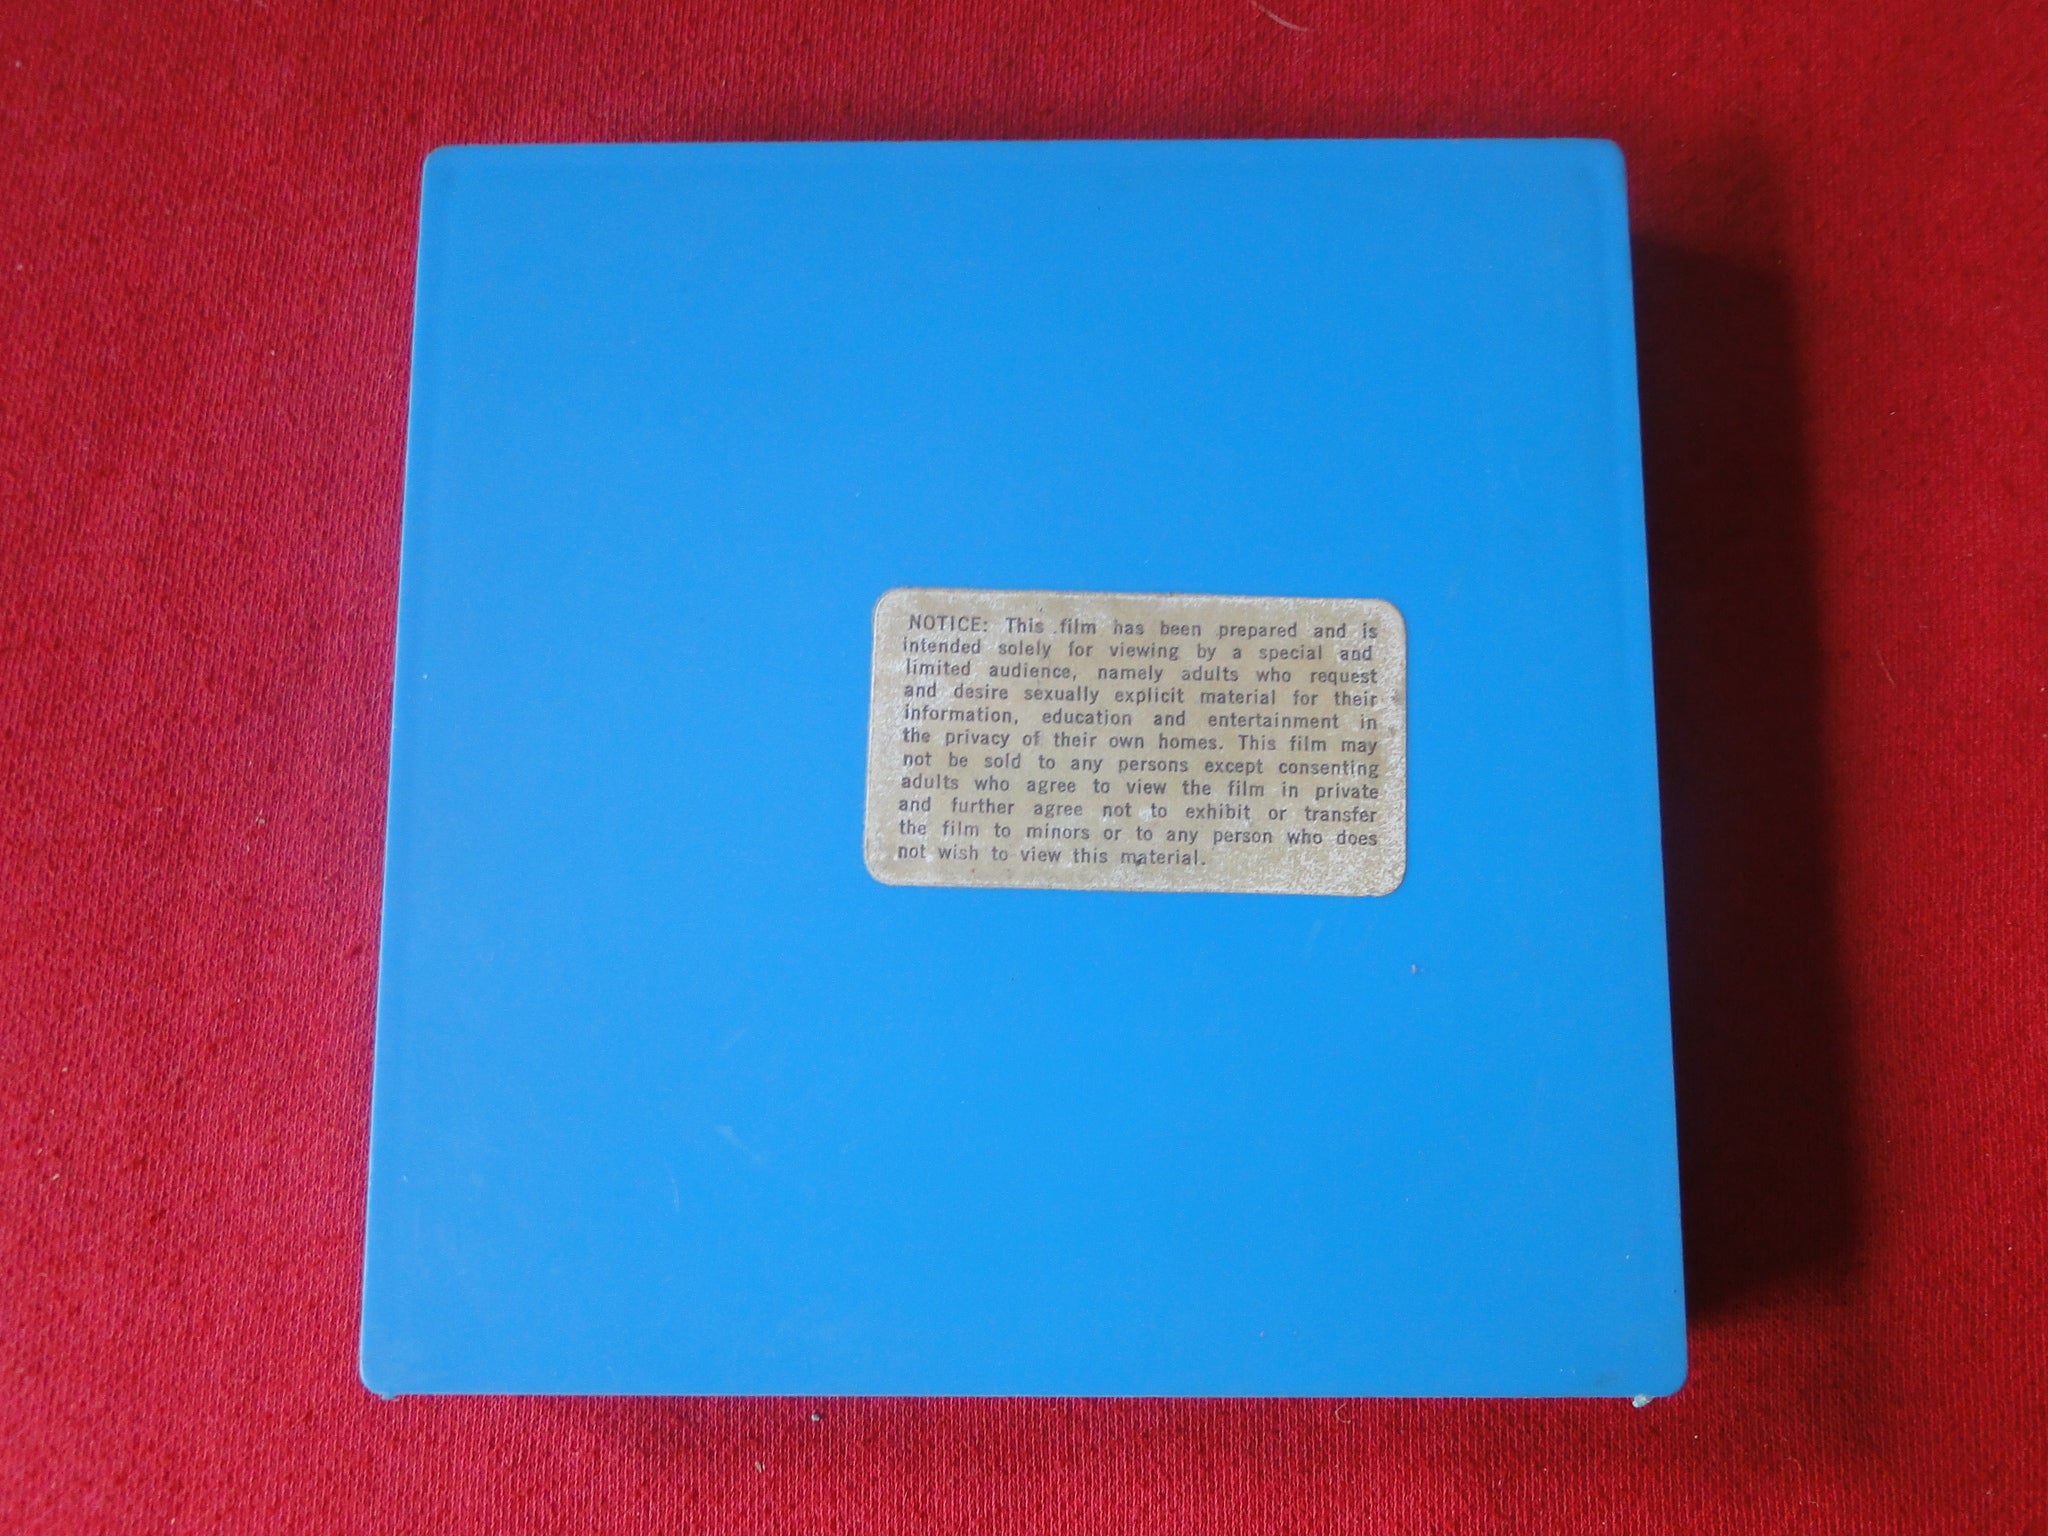 NOTICE: This film has been prepared and is
intended solely for viewing by a special and
limited audience, namely adults who request
and desire sexually explicit material for their
information, education and entertainment in
the privacy of their own homes. This film may
not be sold to any persons except consenting
adults who agree to view the film in private
and further agree not to exhibit or transfer
the film to minors or to any person who does
not wish to view this material.